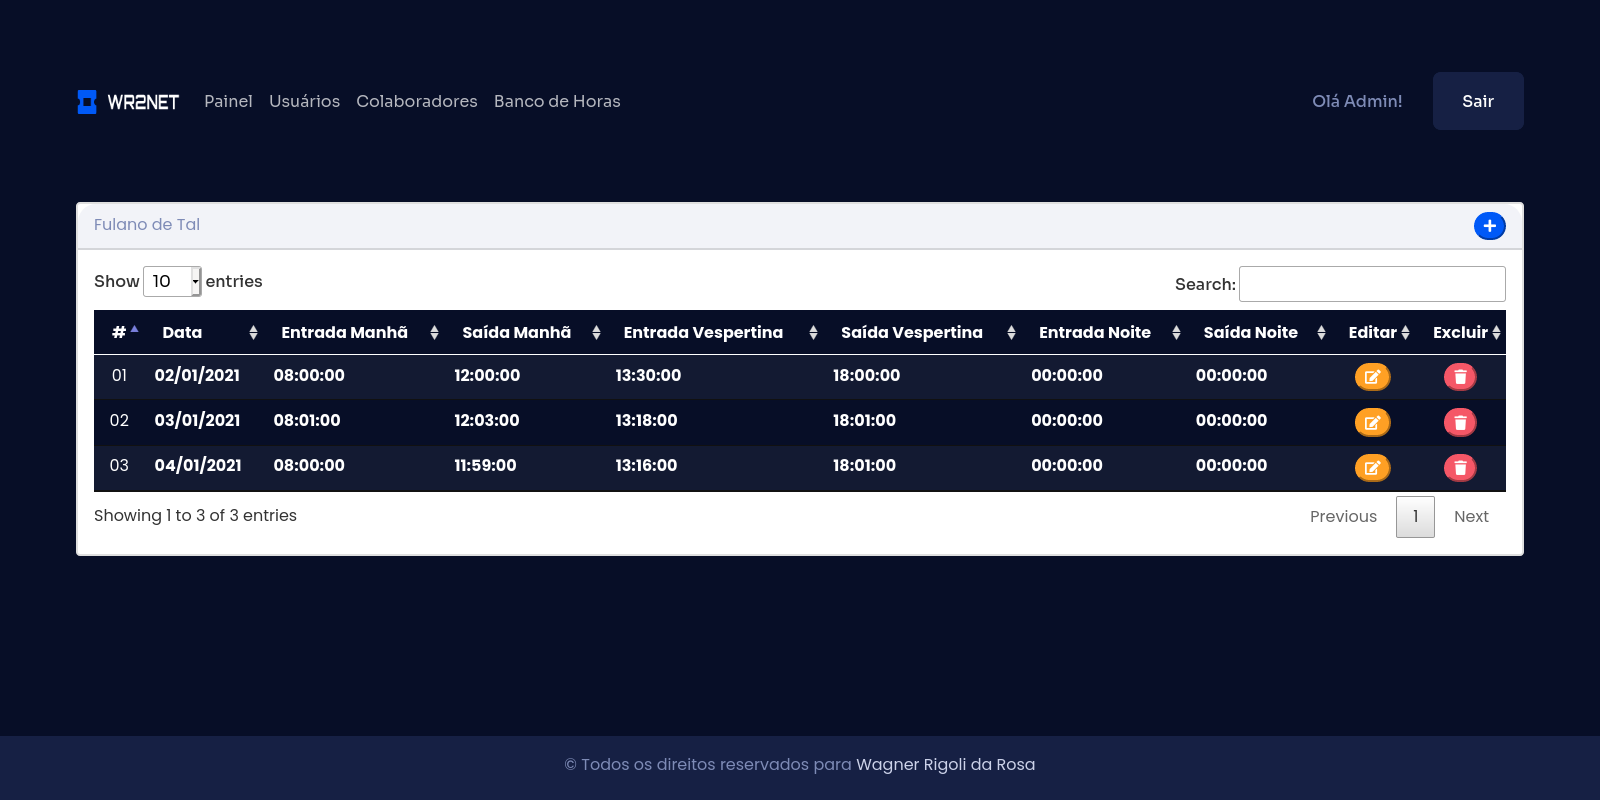 WR2NET Painel Usuários Colaboradores Banco de Horas Olá Admin! Sair
Fulano de Tal
Show 10 entries Search:
# Data Entrada Manhã Saída Manhã Entrada Vespertina Saída Vespertina Entrada Noite Saída Noite Editar Excluir
01 02/01/2021 08:00:00 12:00:00 13:30:00 18:00:00 00:00:00 00:00:00
02 03/01/2021 08:01:00 12:03:00 13:18:00 18:01:00 00:00:00 00:00:00
03 04/01/2021 08:00:00 11:59:00 13:16:00 18:01:00 00:00:00 00:00:00
Showing 1 to 3 of 3 entries Previous 1 Next
© Todos os direitos reservados para Wagner Rigoli da Rosa